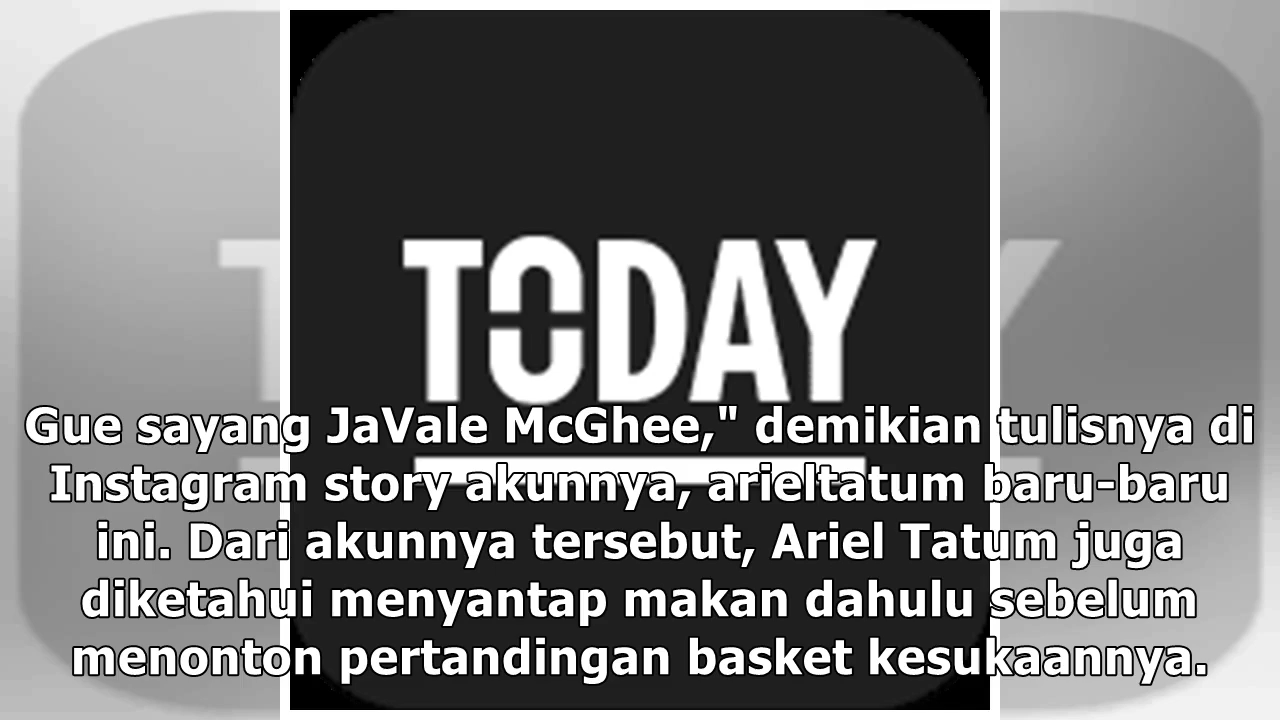 TODAY
Gue sayang JaVale McGhee," demikian tulisnya di
Instagram story akunnya, arieltatum baru-baru
ini. Dari akunnya tersebut, Ariel Tatum juga
diketahui menyantap makan dahulu sebelum
menonton pertandingan basket kesukaannya.